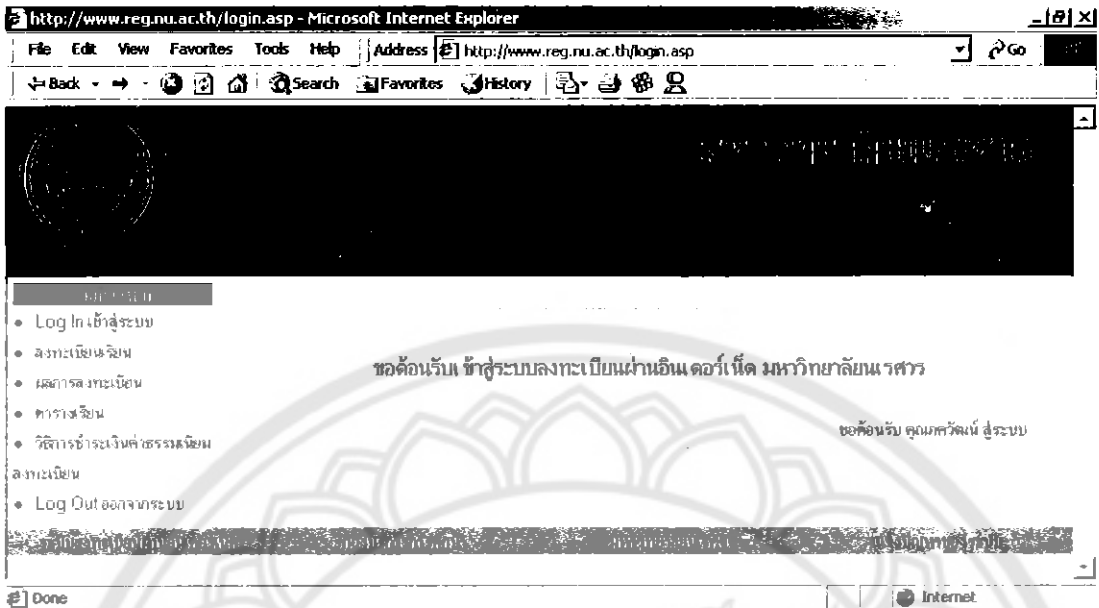 http://www.reg.nu.ac.th/login.asp - Microsoft Internet Explorer
File Edit View Favorites Tools Help Address http://www.reg.nu.ac.th/login.asp Go
Back Search Favorites History
Log In เข้าสู่ระบบ
ลงทะเบียนเรียน
ผลการลงทะเบียน
ตารางเรียน
วิธีการชำระเงินค่าธรรมเนียม
ลงทะเบียน
Log Out ออกจากระบบ
ขอต้อนรับเข้าสู่ระบบลงทะเบียนผ่านอินเตอร์เน็ต มหาวิทยาลัยนเรศวร
ขอต้อนรับ คุณภควัฒน์ สู่ระบบ
Done Internet